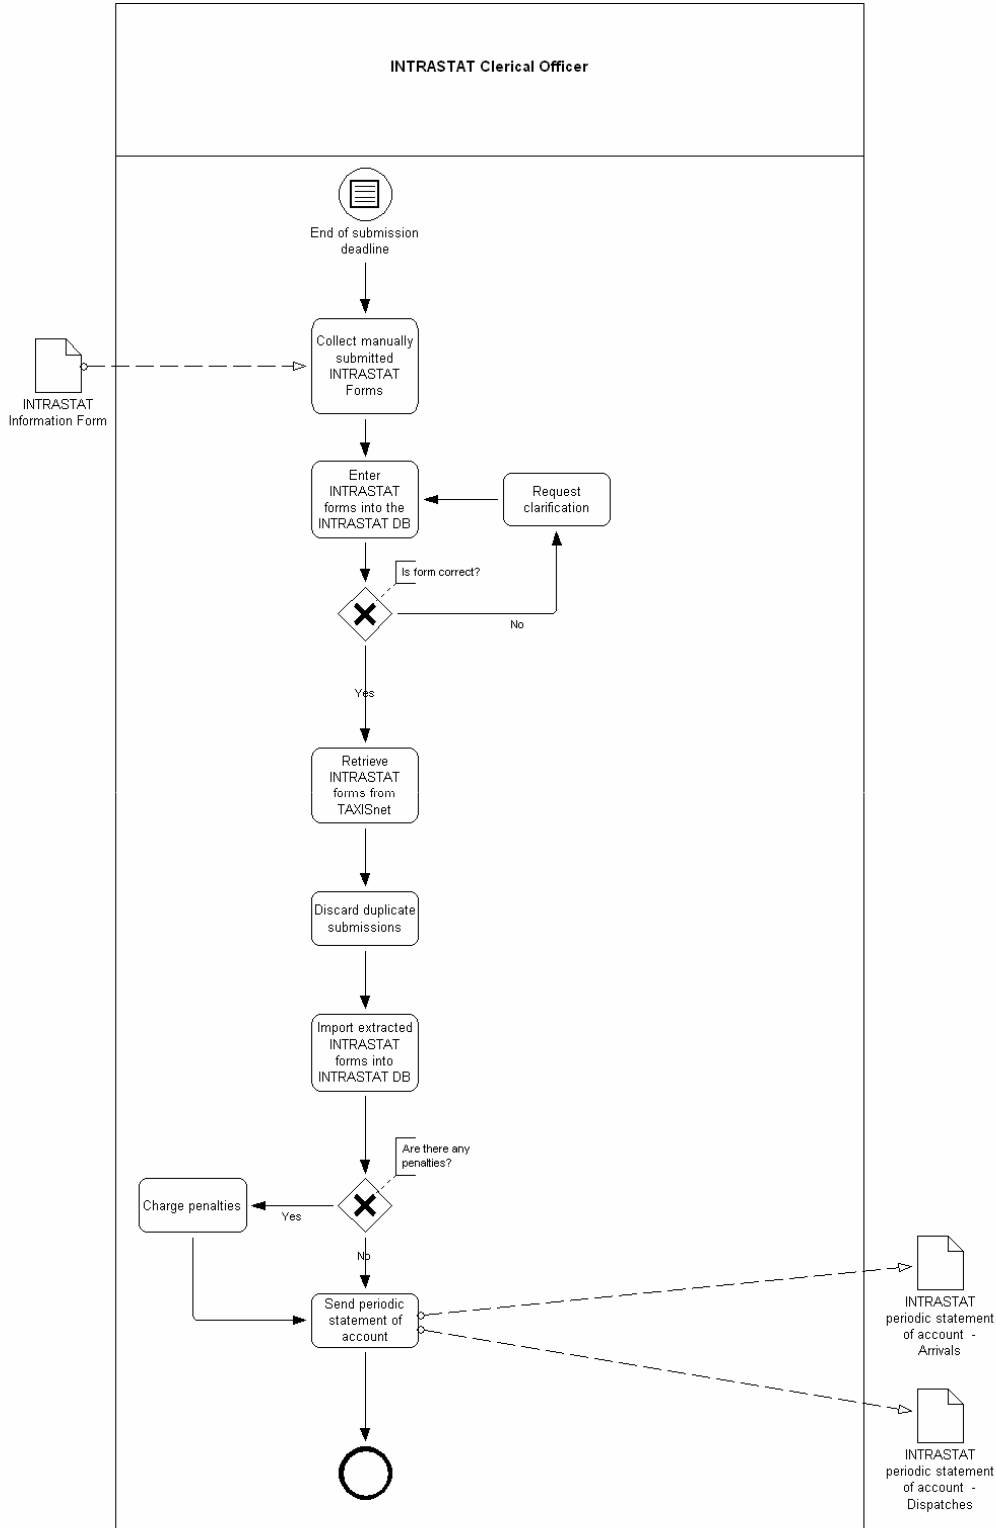 INTRASTAT Clerical Officer
End of submission
deadline
Collect manually
submitted
INTRASTAT
Forms
INTRASTAT
Information Form
Enter
INTRASTAT
forms into the
INTRASTAT DB
Request
clarification
Is form correct?
No
Yes
Retrieve
INTRASTAT
forms from
TAXISnet
Discard duplicate
submissions
Import extracted
INTRASTAT
forms into
INTRASTAT DB
Are there any
penalties?
Charge penalties
Yes
No
Send periodic
statement of
account
INTRASTAT
periodic statement
of account -
Arrivals
INTRASTAT
periodic statement
of account -
Dispatches